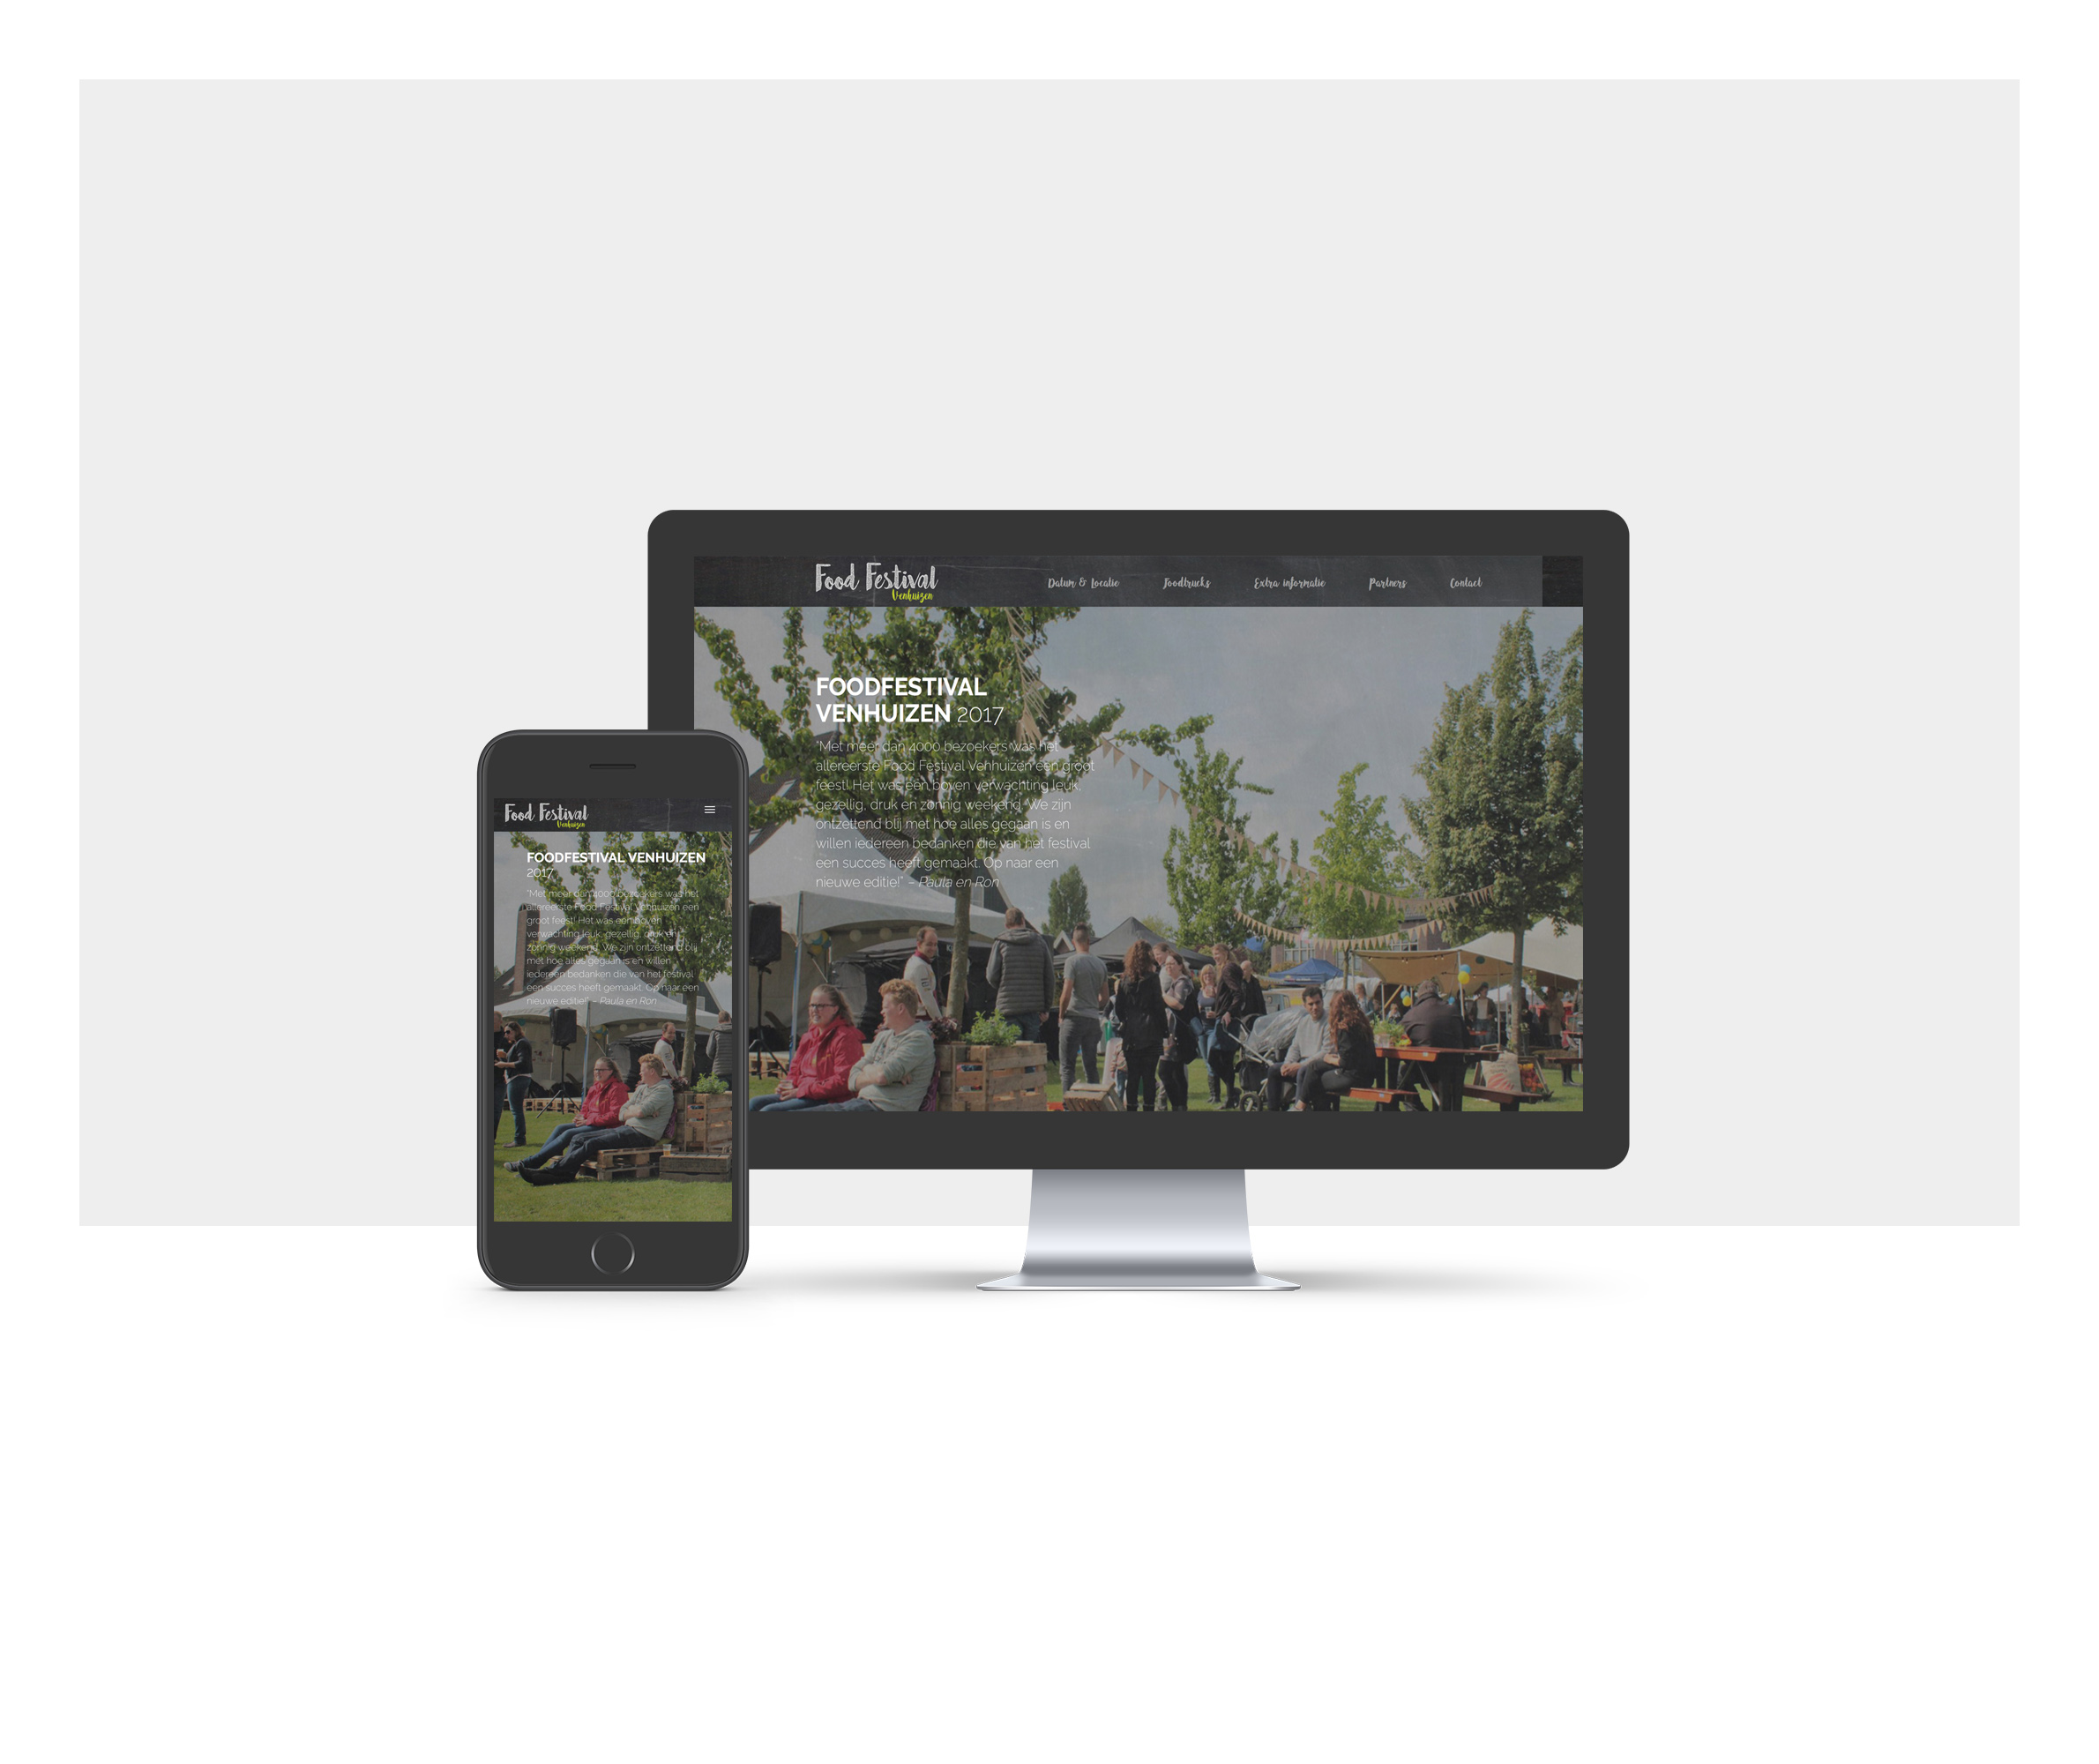 Food Festival
Venhuizen
Datum & Locatie
Foodtrucks
Extra informatie
Partners
Contact
FOODFESTIVAL
VENHUIZEN 2017
"Met meer dan 4000 bezoekers was het
allereerste Food Festival Venhuizen een groot
feest! Het was een boven verwachting leuk,
gezellig, druk en zonnig weekend. We zijn
ontzettend blij met hoe alles gegaan is en
willen iedereen bedanken die van het festival
een succes heeft gemaakt. Op naar een
nieuwe editie!" – Paula en Ron
Food Festival
Venhuizen
FOODFESTIVAL VENHUIZEN
2017
"Met meer dan 4000 bezoekers was het
allereerste Food Festival Venhuizen een
groot feest! Het was een boven
verwachting leuk, gezellig, druk en
zonnig weekend. We zijn ontzettend blij
met hoe alles gegaan is en willen
iedereen bedanken die van het festival
een succes heeft gemaakt. Op naar een
nieuwe editie!" – Paula en Ron